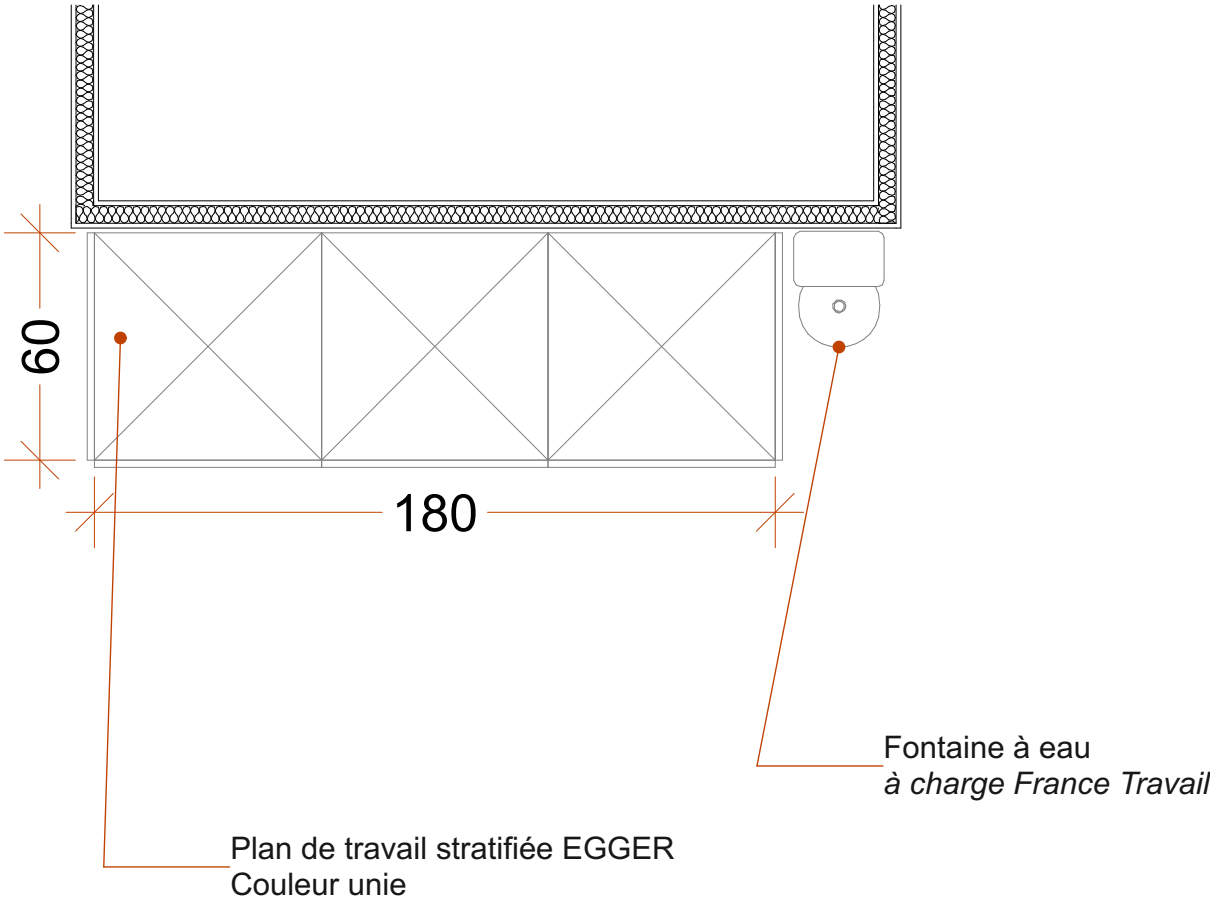 60
180
Fontaine à eau
à charge France Travail
Plan de travail stratifiée EGGER
Couleur unie